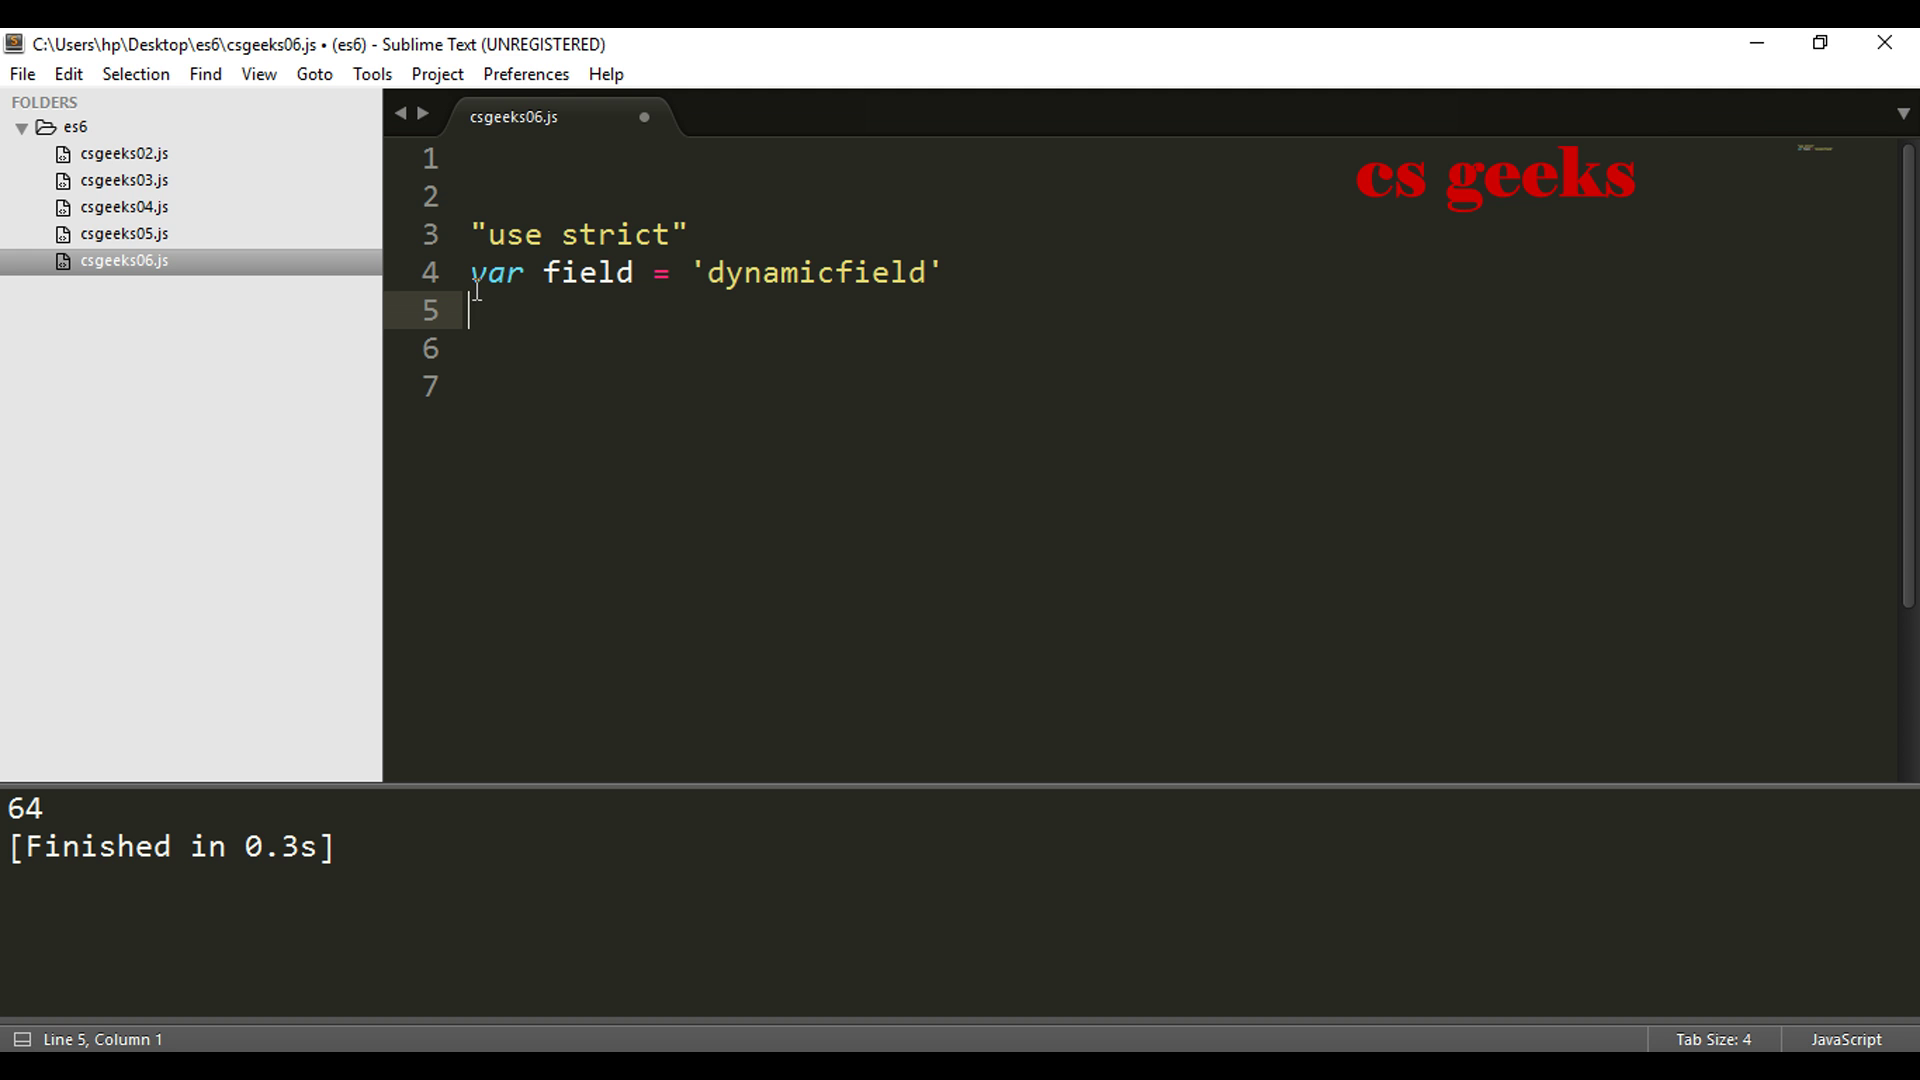 C:\Users\hp\Desktop\es6\csgeeks06.js • (es6) - Sublime Text (UNREGISTERED)
File Edit Selection Find View Goto Tools Project Preferences Help
FOLDERS
es6
csgeeks02.js
csgeeks03.js
csgeeks04.js
csgeeks05.js
csgeeks06.js
csgeeks06.js
cs geeks
1
2
3 "use strict"
4 var field = 'dynamicfield'
5
6
7
64
[Finished in 0.3s]
Line 5, Column 1
Tab Size: 4
JavaScript